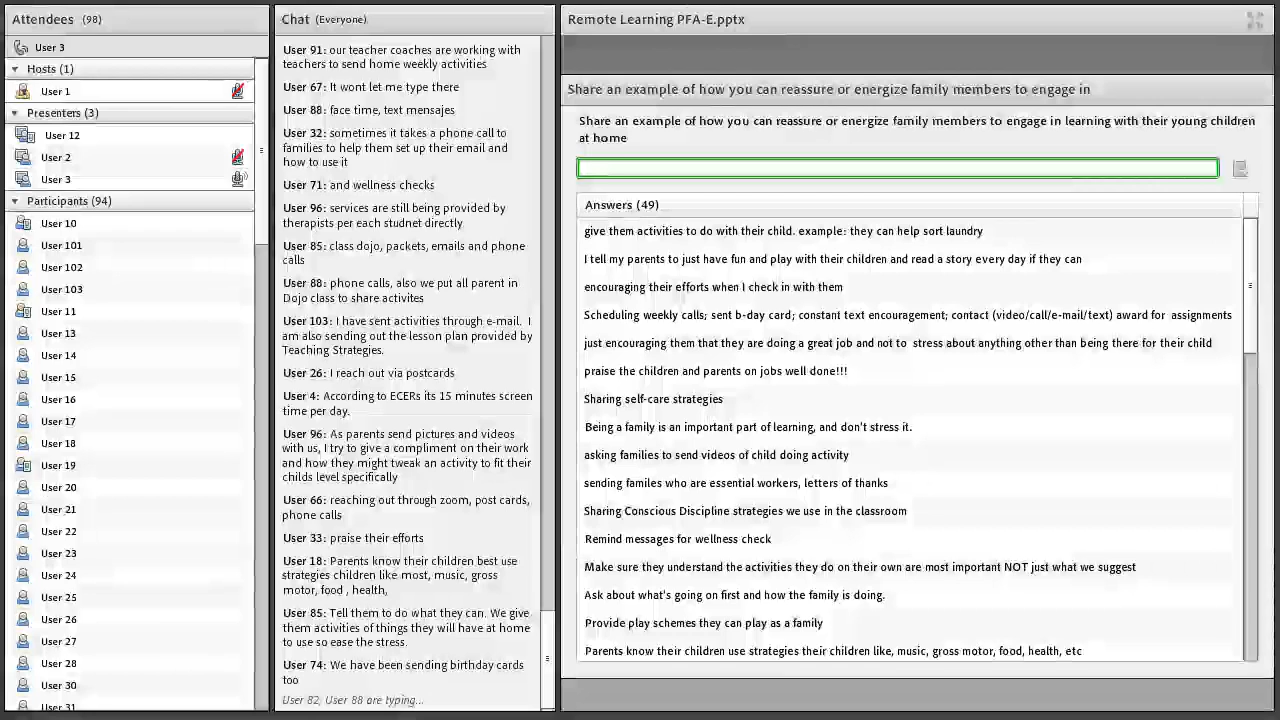 Attendees (98)
User 3
Hosts (1)
User 1
Presenters (3)
User 12
User 2
User 3
Participants (94)
User 10
User 101
User 102
User 103
User 11
User 13
User 14
User 15
User 16
User 17
User 18
User 19
User 20
User 21
User 22
User 23
User 24
User 25
User 26
User 27
User 28
User 30
User 31
Chat (Everyone)
User 91: our teacher coaches are working with
teachers to send home weekly activities
User 67: It wont let me type there
User 88: face time, text mensajes
User 32: sometimes it takes a phone call to
families to help them set up their email and
how to use it
User 71: and wellness checks
User 96: services are still being provided by
therapists per each studnet directly
User 85: class dojo, packets, emails and phone
calls
User 88: phone calls, also we put all parent in
Dojo class to share activites
User 103: I have sent activities through e-mail. I
am also sending out the lesson plan provided by
Teaching Strategies.
User 26: I reach out via postcards
User 4: According to ECERs its 15 minutes screen
time per day.
User 96: As parents send pictures and videos
with us, I try to give a compliment on their work
and how they might tweak an activity to fit their
childs level specifically
User 66: reaching out through zoom, post cards,
phone calls
User 33: praise their efforts
User 18: Parents know their children best use
strategies children like most, music, gross
motor, food , health,
User 85: Tell them to do what they can. We give
them activities of things they will have at home
to use so ease the stress.
User 74: We have been sending birthday cards
too
User 82, User 88 are typing...
Remote Learning PFA-E.pptx
Share an example of how you can reassure or energize family members to engage in
Share an example of how you can reassure or energize family members to engage in learning with their young children
at home
Answers (49)
give them activities to do with their child. example: they can help sort laundry
I tell my parents to just have fun and play with their children and read a story every day if they can
encouraging their efforts when I check in with them
Scheduling weekly calls; sent b-day card; constant text encouragement; contact (video/call/e-mail/text) award for assignments
just encouraging them that they are doing a great job and not to stress about anything other than being there for their child
praise the children and parents on jobs well done!!!
Sharing self-care strategies
Being a family is an important part of learning, and don't stress it.
asking families to send videos of child doing activity
sending familes who are essential workers, letters of thanks
Sharing Conscious Discipline strategies we use in the classroom
Remind messages for wellness check
Make sure they understand the activities they do on their own are most important NOT just what we suggest
Ask about what's going on first and how the family is doing.
Provide play schemes they can play as a family
Parents know their children use strategies their children like, music, gross motor, food, health, etc